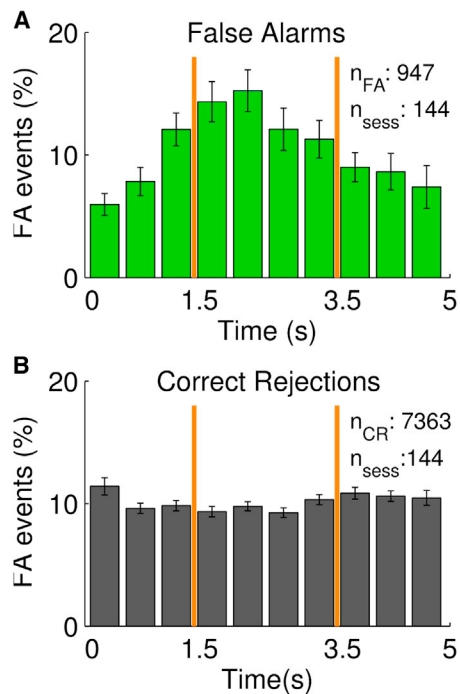 A
False Alarms
n_FA: 947
n_sess: 144
FA events (%)
20
10
0
0 1.5 3.5 5
Time (s)
B
Correct Rejections
n_CR: 7363
n_sess:144
FA events (%)
20
10
0
0 1.5 3.5 5
Time(s)